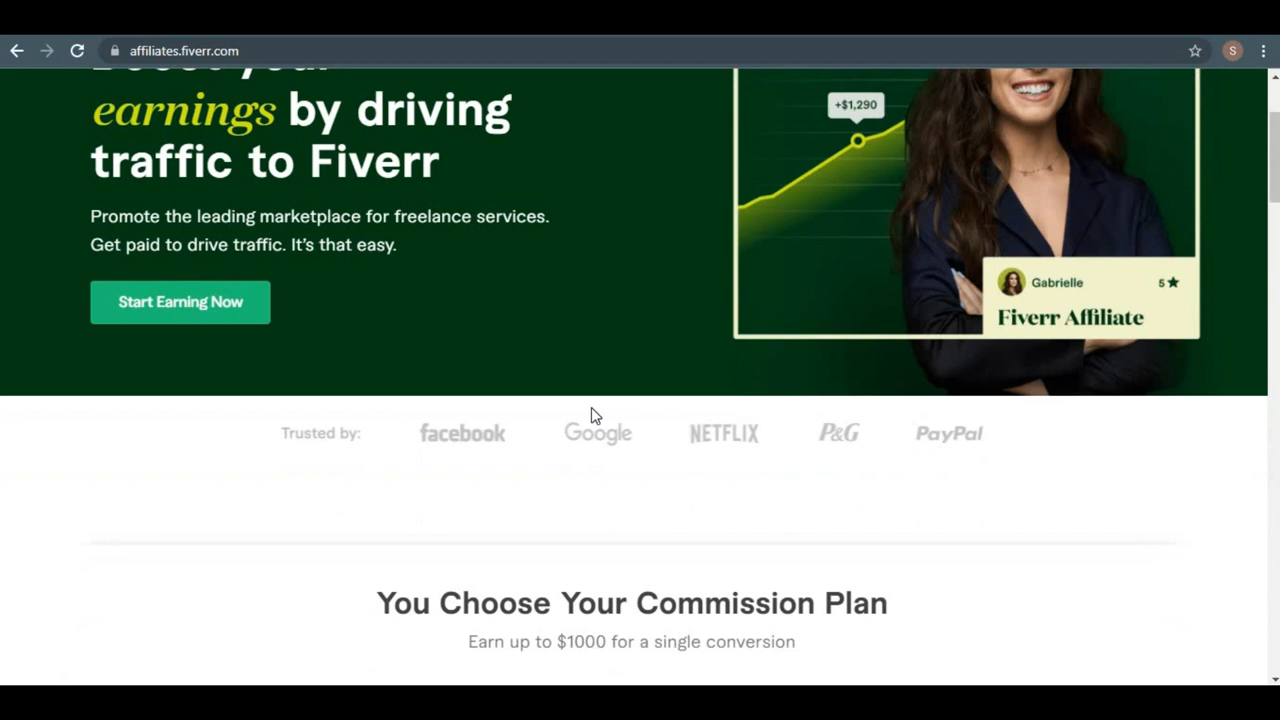 affiliates.fiverr.com
S
earnings by driving
traffic to Fiverr
Promote the leading marketplace for freelance services.
Get paid to drive traffic. It's that easy.
Start Earning Now
+$1,290
Gabrielle
5★
Fiverr Affiliate
Trusted by:
facebook
Google
NETFLIX
P&G
PayPal
You Choose Your Commission Plan
Earn up to $1000 for a single conversion